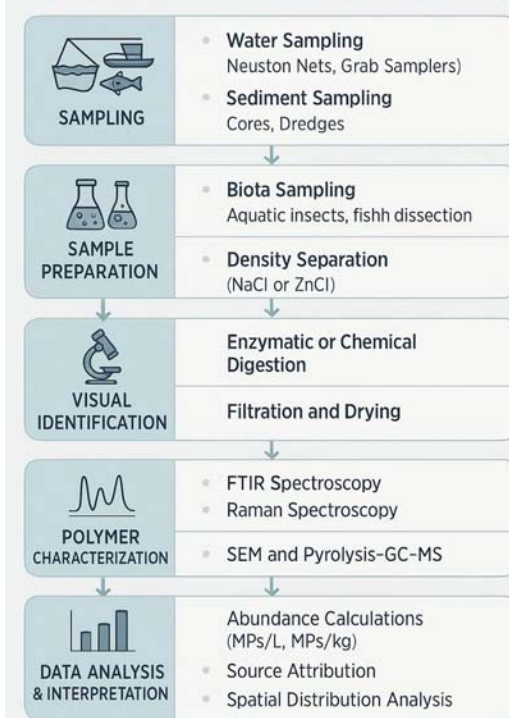 SAMPLING
Water Sampling
Neuston Nets, Grab Samplers)
Sediment Sampling
Cores, Dredges
SAMPLE
PREPARATION
Biota Sampling
Aquatic insects, fishh dissection
Density Separation
(NaCl or ZnCl)
VISUAL
IDENTIFICATION
Enzymatic or Chemical
Digestion
Filtration and Drying
POLYMER
CHARACTERIZATION
FTIR Spectroscopy
Raman Spectroscopy
SEM and Pyrolysis–GC–MS
DATA ANALYSIS
& INTERPRETATION
Abundance Calculations
(MPs/L, MPs/kg)
Source Attribution
Spatial Distribution Analysis